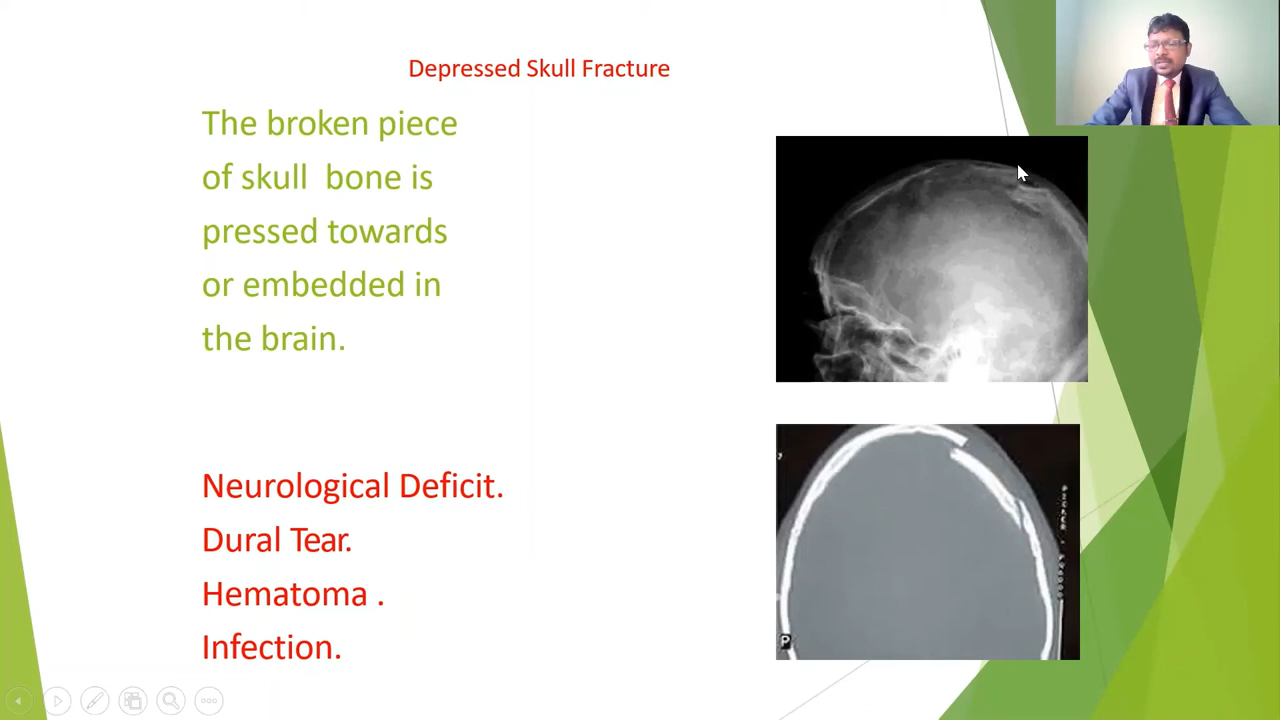 Depressed Skull Fracture
The broken piece
of skull bone is
pressed towards
or embedded in
the brain.
Neurological Deficit.
Dural Tear.
Hematoma .
Infection.
P